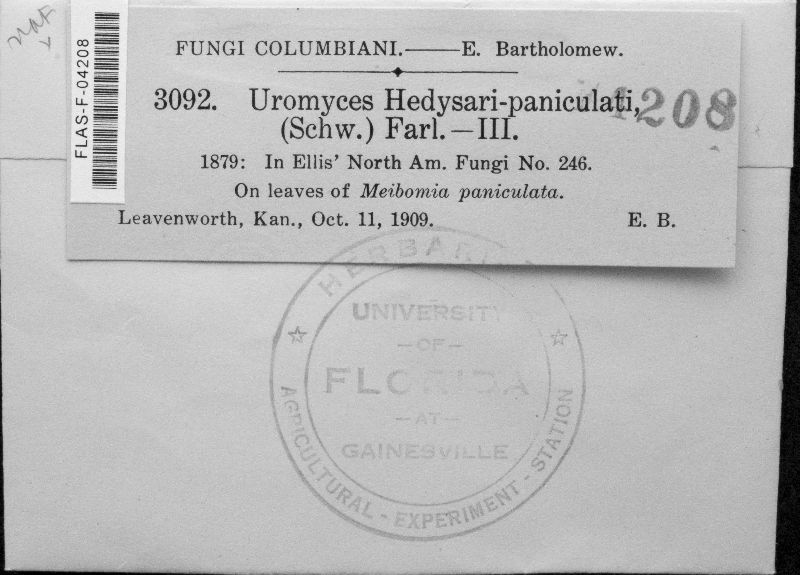 FLAS-F-04208
FUNGI COLUMBIANI.——E. Bartholomew.
3092. Uromyces Hedysari-paniculati,
4208
(Schw.) Farl.—III.
1879: In Ellis' North Am. Fungi No. 246.
On leaves of Meibomia paniculata.
Leavenworth, Kan., Oct. 11, 1909. E. B.
UNIVERSITY
—OF—
FLORIDA
—AT—
GAINESVILLE
AGRICULTURAL - EXPERIMENT - STATION